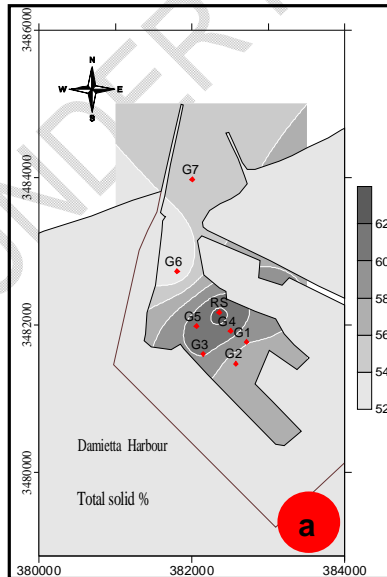 UNDER
3486000
3484000
3482000
3480000
N
W E
S
G7
G6
RS
G5 G4
G1
G3 G2
62
60
58
56
54
52
Damietta Harbour
Total solid %
a
380000 382000 384000